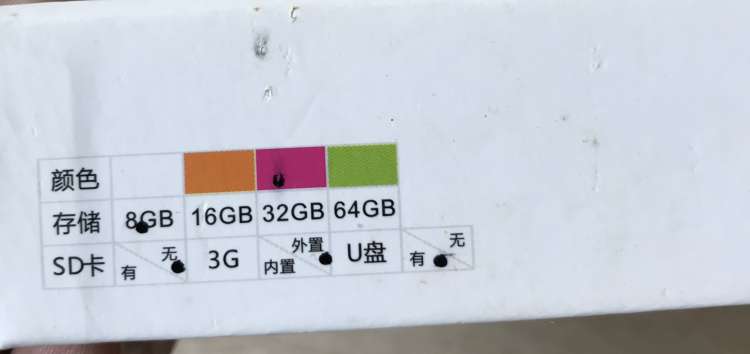 颜色
存储 8GB 16GB 32GB 64GB
SD卡 有 无 3G 内置 外置 U盘 有 无